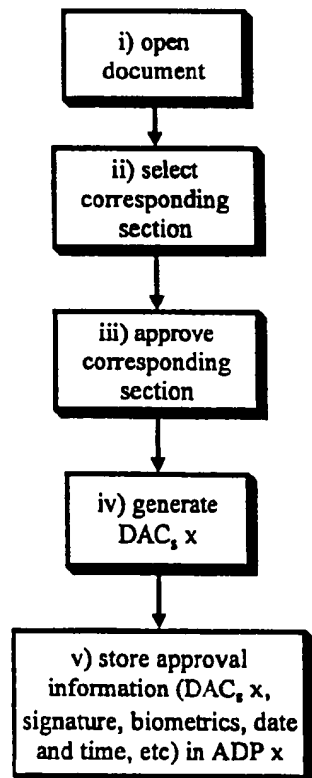 i) open
document
ii) select
corresponding
section
iii) approve
corresponding
section
iv) generate
DACₛ x
v) store approval
information (DACₛ x,
signature, biometrics, date
and time, etc) in ADP x